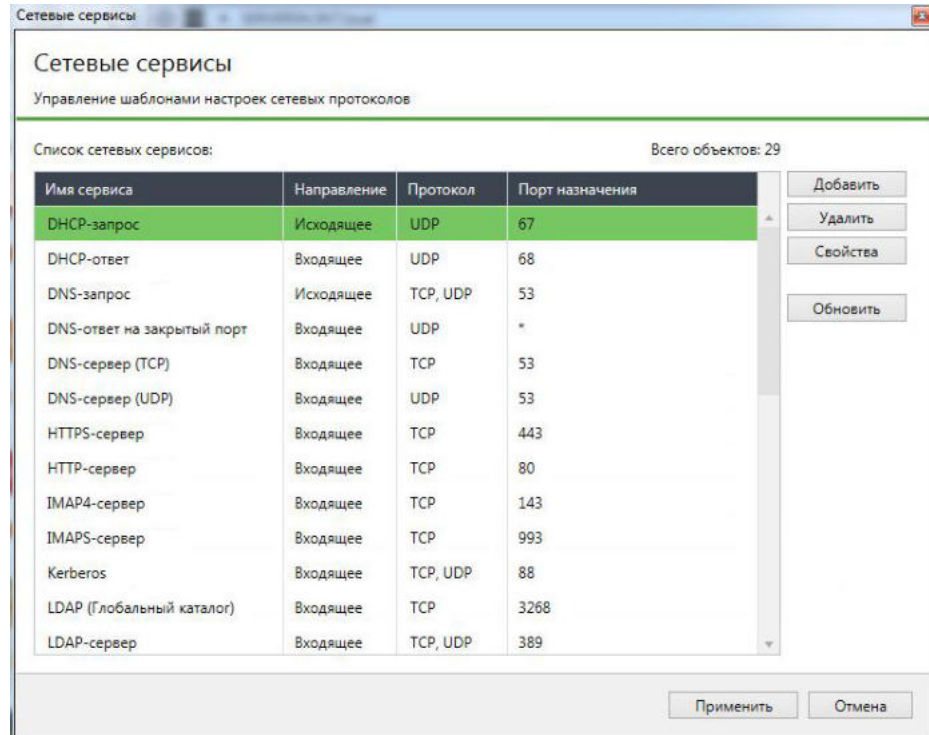 Сетевые сервисы
Сетевые сервисы
Управление шаблонами настроек сетевых протоколов
Список сетевых сервисов: Всего объектов: 29
Имя сервиса Направление Протокол Порт назначения
DHCP-запрос Исходящее UDP 67
DHCP-ответ Входящее UDP 68
DNS-запрос Исходящее TCP, UDP 53
DNS-ответ на закрытый порт Входящее UDP *
DNS-сервер (TCP) Входящее TCP 53
DNS-сервер (UDP) Входящее UDP 53
HTTPS-сервер Входящее TCP 443
HTTP-сервер Входящее TCP 80
IMAP4-сервер Входящее TCP 143
IMAPS-сервер Входящее TCP 993
Kerberos Входящее TCP, UDP 88
LDAP (Глобальный каталог) Входящее TCP 3268
LDAP-сервер Входящее TCP, UDP 389
Добавить
Удалить
Свойства
Обновить
Применить Отмена